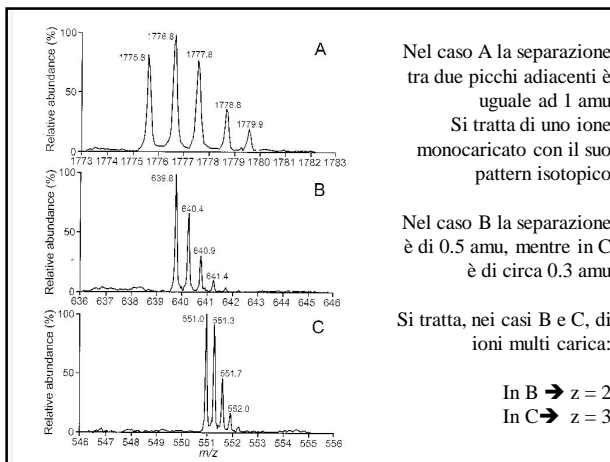 A
Relative abundance (%)
100
50
0
1775.8
1776.8
1777.8
1778.8
1779.9
1773 1774 1775 1776 1777 1778 1779 1780 1781 1782 1783
B
Relative abundance (%)
100
50
0
639.8
640.4
640.9
641.4
636 637 638 639 640 641 642 643 644 645 646
C
Relative abundance (%)
100
50
0
551.0
551.3
551.7
552.0
546 547 548 549 550 551 552 553 554 555 556
m/z
Nel caso A la separazione
tra due picchi adiacenti è
uguale ad 1 amu
Si tratta di uno ione
monocaricato con il suo
pattern isotopico
Nel caso B la separazione
è di 0.5 amu, mentre in C
è di circa 0.3 amu
Si tratta, nei casi B e C, di
ioni multi carica:
In B ➔ z = 2
In C➔ z = 3